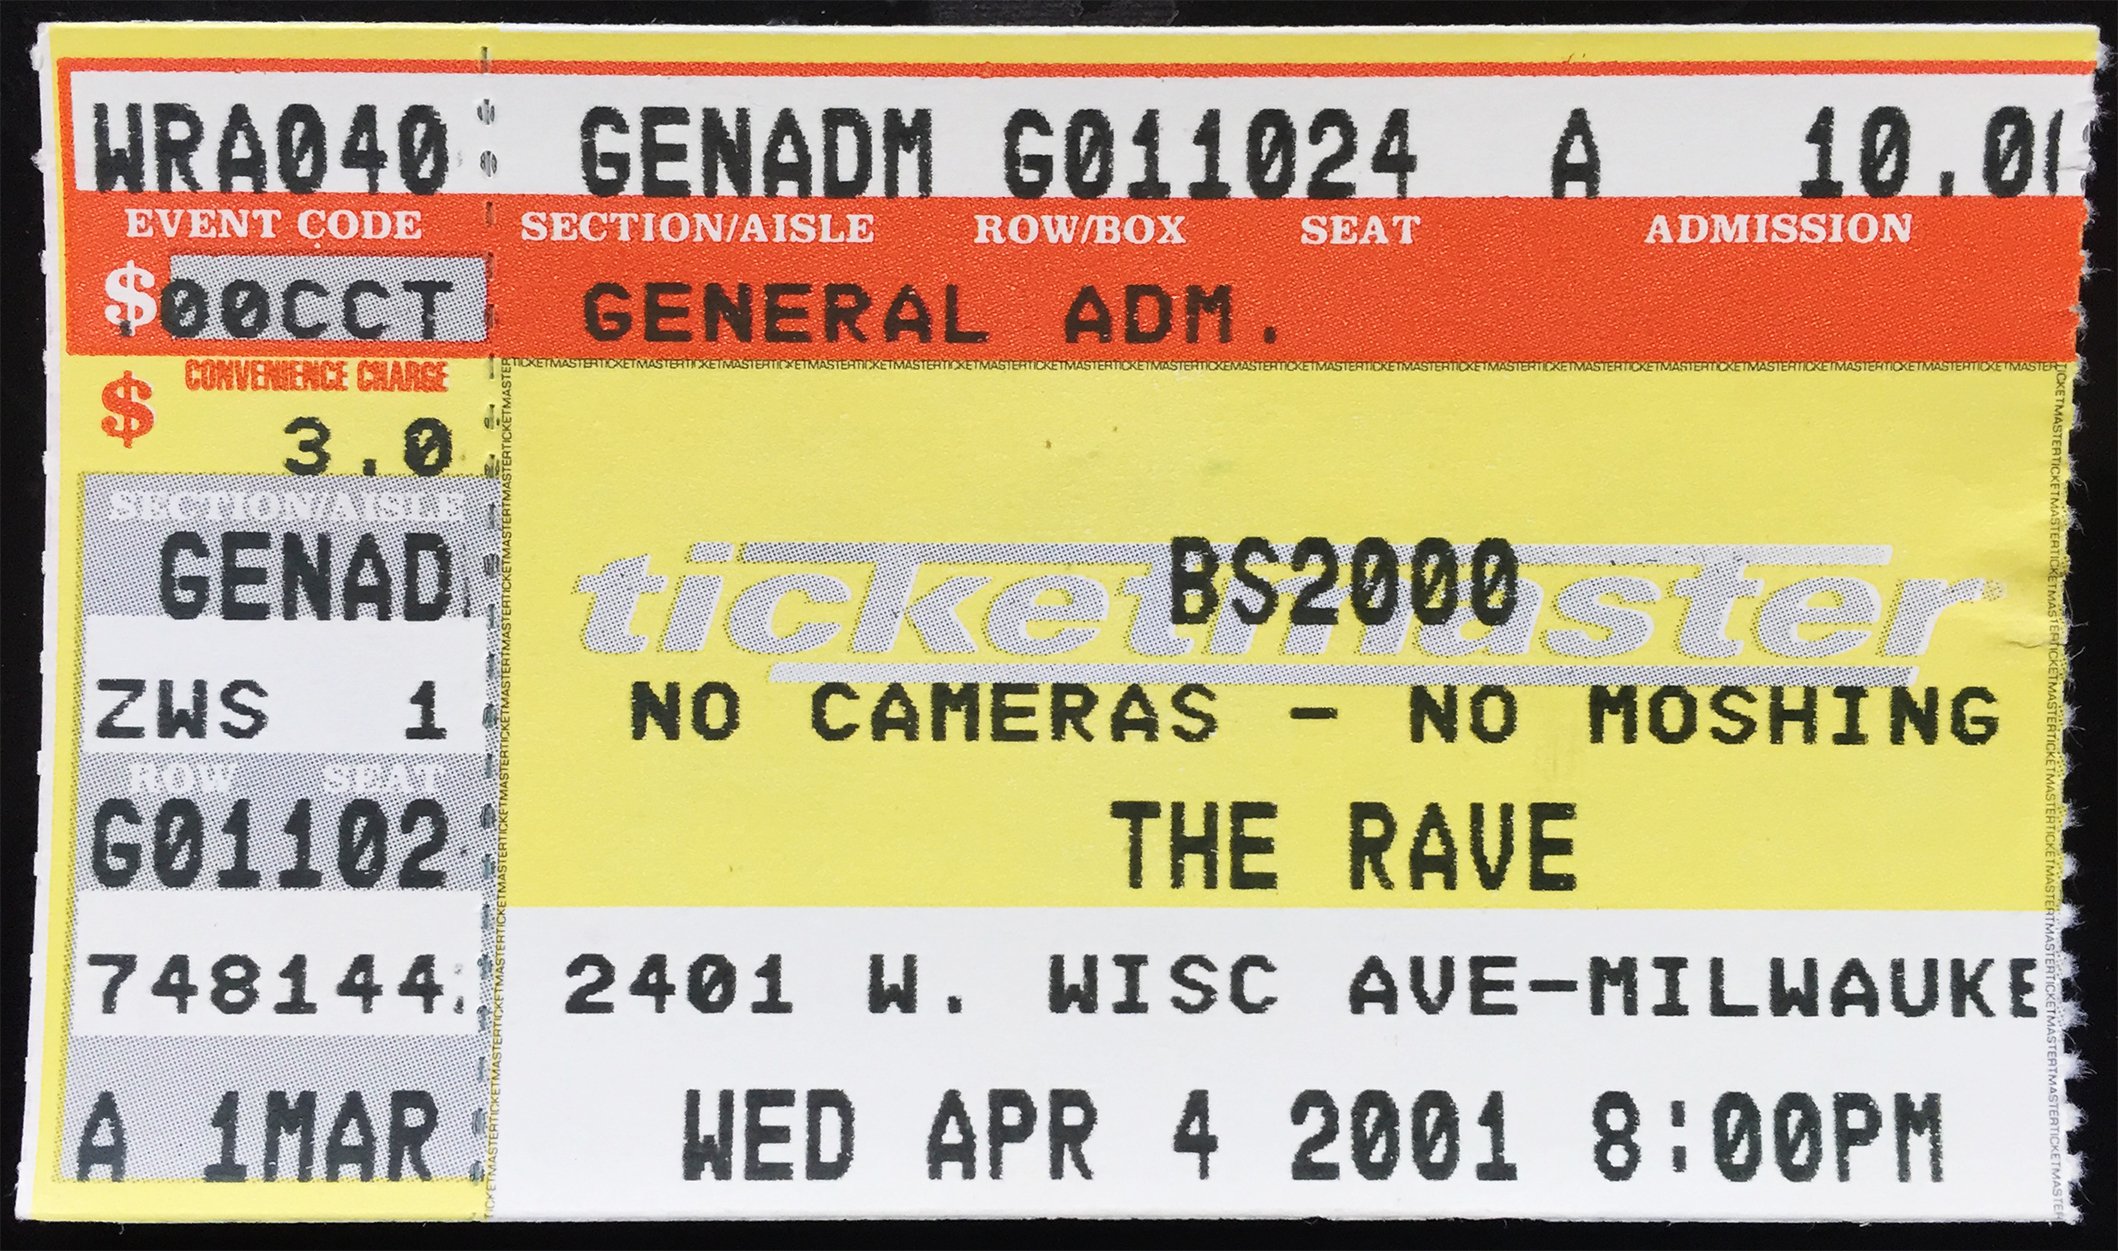 WRA040 GENADM G011024 A 10.0
EVENT CODE SECTION/AISLE ROW/BOX SEAT ADMISSION
$.00CCT GENERAL ADM.
CONVENIENCE CHARGE
$
3.0
SECTION/AISLE
GENAD
ZWS 1
ROW SEAT
G01102
748144
A 1MAR
TICKETMASTERTICKETMASTERTICKETMASTERTICKETMASTERTICKETMASTERTICKETMASTER
ticketmaster
BS2000
NO CAMERAS - NO MOSHING
THE RAVE
2401 W. WISC AVE-MILWAUKE
WED APR 4 2001 8:00PM